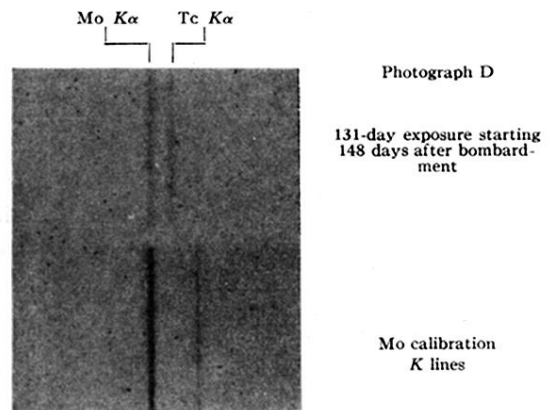 Mo Kα Tc Kα
Photograph D
131-day exposure starting
148 days after bombard-
ment
Mo calibration
K lines